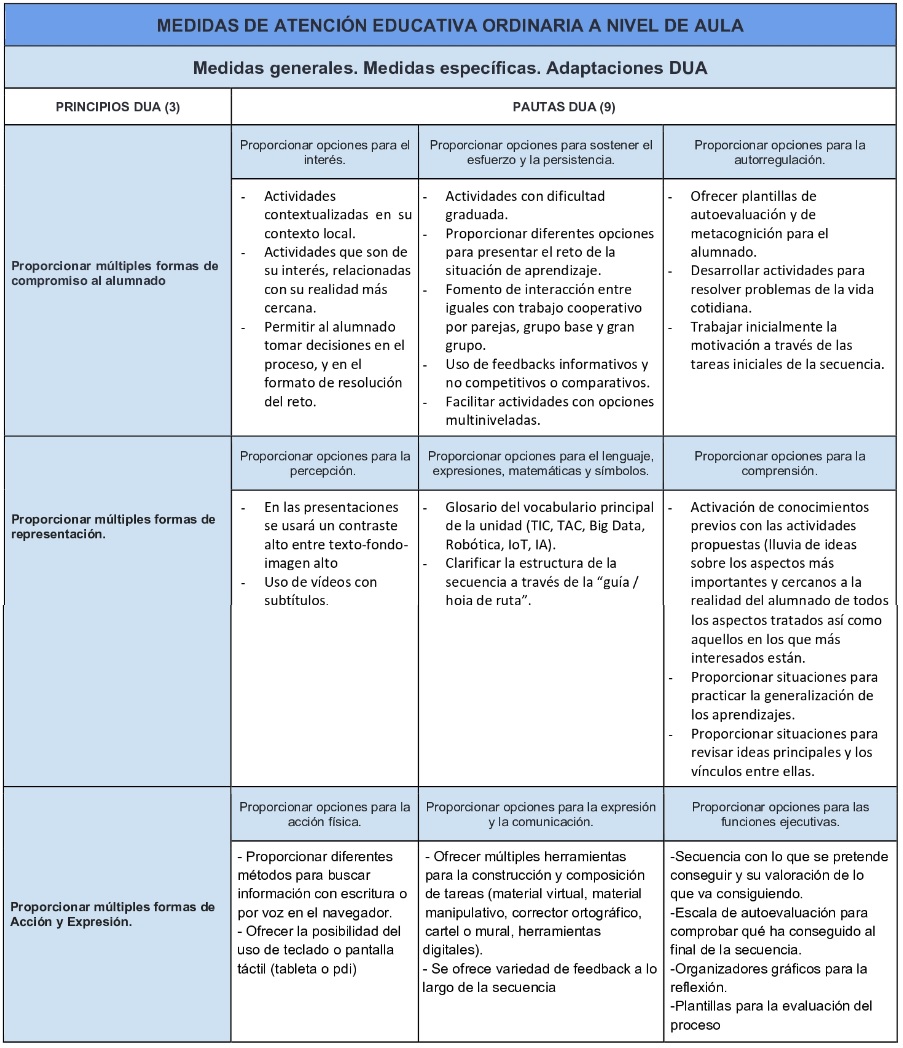 MEDIDAS DE ATENCIÓN EDUCATIVA ORDINARIA A NIVEL DE AULA
Medidas generales. Medidas específicas. Adaptaciones DUA
PRINCIPIOS DUA (3)
PAUTAS DUA (9)
Proporcionar múltiples formas de
compromiso al alumnado
Proporcionar opciones para el
interés.
- Actividades
contextualizadas en su
contexto local.
- Actividades que son de
su interés, relacionadas
con su realidad más
cercana.
- Permitir al alumnado
tomar decisiones en el
proceso, y en el
formato de resolución
del reto.
Proporcionar opciones para sostener el
esfuerzo y la persistencia.
- Actividades con dificultad
graduada.
- Proporcionar diferentes opciones
para presentar el reto de la
situación de aprendizaje.
- Fomento de interacción entre
iguales con trabajo cooperativo
por parejas, grupo base y gran
grupo.
- Uso de feedbacks informativos y
no competitivos o comparativos.
- Facilitar actividades con opciones
multiniveladas.
Proporcionar opciones para la
autorregulación.
- Ofrecer plantillas de
autoevaluación y de
metacognición para el
alumnado.
- Desarrollar actividades para
resolver problemas de la vida
cotidiana.
- Trabajar inicialmente la
motivación a través de las
tareas iniciales de la secuencia.
Proporcionar múltiples formas de
representación.
Proporcionar opciones para la
percepción.
- En las presentaciones
se usará un contraste
alto entre texto-fondo-
imagen alto
- Uso de vídeos con
subtítulos.
Proporcionar opciones para el lenguaje,
expresiones, matemáticas y símbolos.
- Glosario del vocabulario principal
de la unidad (TIC, TAC, Big Data,
Robótica, IoT, IA).
- Clarificar la estructura de la
secuencia a través de la “guía /
hoja de ruta”.
Proporcionar opciones para la
comprensión.
- Activación de conocimientos
previos con las actividades
propuestas (lluvia de ideas
sobre los aspectos más
importantes y cercanos a la
realidad del alumnado de todos
los aspectos tratados así como
aquellos en los que más
interesados están.
- Proporcionar situaciones para
practicar la generalización de
los aprendizajes.
- Proporcionar situaciones para
revisar ideas principales y los
vínculos entre ellas.
Proporcionar múltiples formas de
Acción y Expresión.
Proporcionar opciones para la
acción física.
- Proporcionar diferentes
métodos para buscar
información con escritura o
por voz en el navegador.
- Ofrecer la posibilidad del
uso de teclado o pantalla
táctil (tableta o pdi)
Proporcionar opciones para la expresión
y la comunicación.
- Ofrecer múltiples herramientas
para la construcción y composición
de tareas (material virtual, material
manipulativo, corrector ortográfico,
cartel o mural, herramientas
digitales).
- Se ofrece variedad de feedback a lo
largo de la secuencia
Proporcionar opciones para las
funciones ejecutivas.
-Secuencia con lo que se pretende
conseguir y su valoración de lo
que va consiguiendo.
-Escala de autoevaluación para
comprobar qué ha conseguido al
final de la secuencia.
-Organizadores gráficos para la
reflexión.
-Plantillas para la evaluación del
proceso